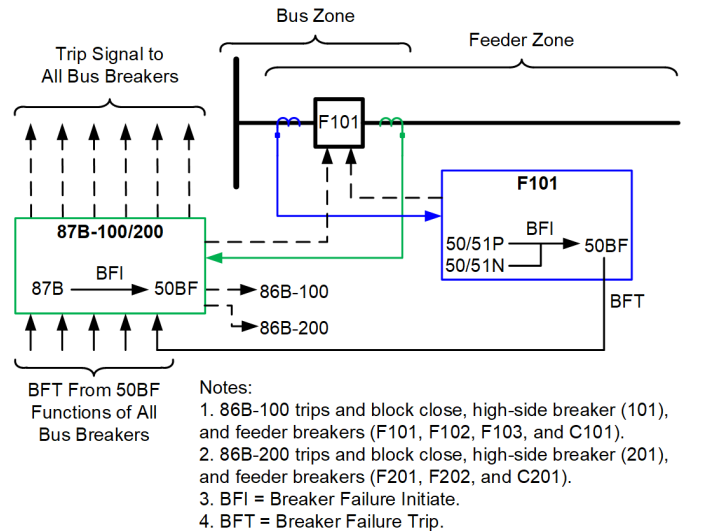 Bus Zone
Feeder Zone
Trip Signal to
All Bus Breakers
F101
F101
50/51P
BFI
50BF
50/51N
BFT
87B-100/200
87B
BFI
50BF
86B-100
86B-200
BFT From 50BF
Functions of All
Bus Breakers
Notes:
1. 86B-100 trips and block close, high-side breaker (101),
and feeder breakers (F101, F102, F103, and C101).
2. 86B-200 trips and block close, high-side breaker (201),
and feeder breakers (F201, F202, and C201).
3. BFI = Breaker Failure Initiate.
4. BFT = Breaker Failure Trip.